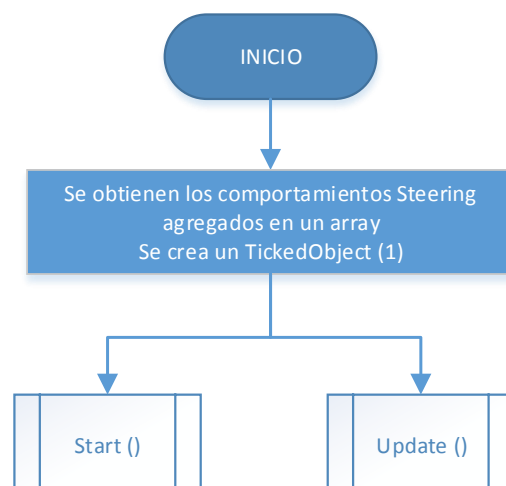 INICIO
Se obtienen los comportamientos Steering
agregados en un array
Se crea un TickedObject (1)
Start ()
Update ()